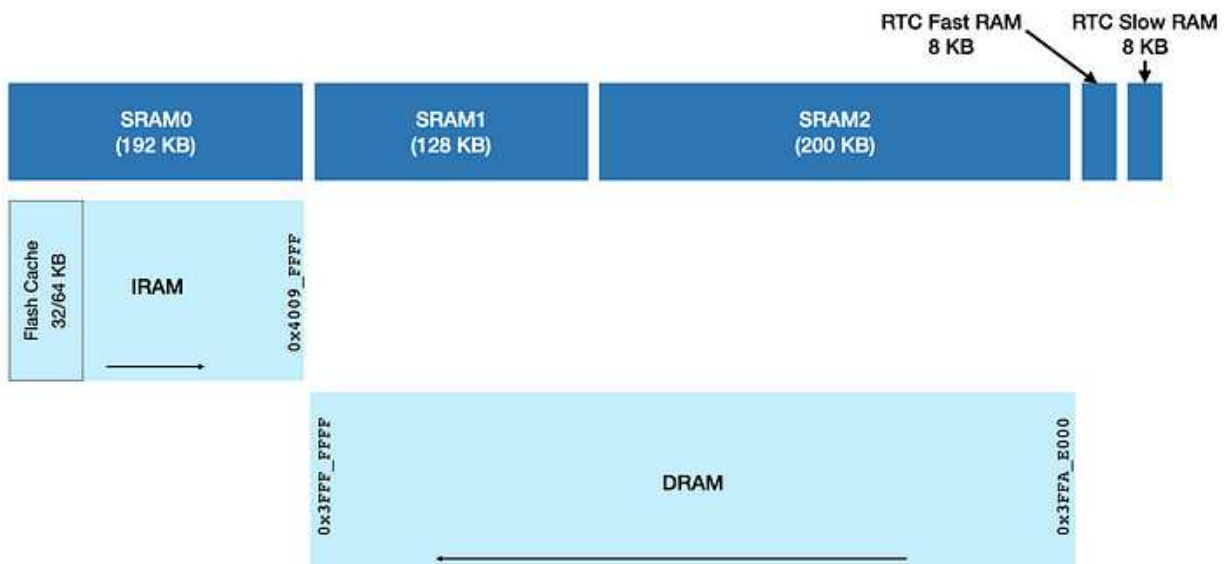 RTC Fast RAM
8 KB
RTC Slow RAM
8 KB
SRAM0
(192 KB)
SRAM1
(128 KB)
SRAM2
(200 KB)
Flash Cache
32/64 KB
IRAM
0x4009_FFFF
0x3FFF_FFFF
DRAM
0x3FFA_E000